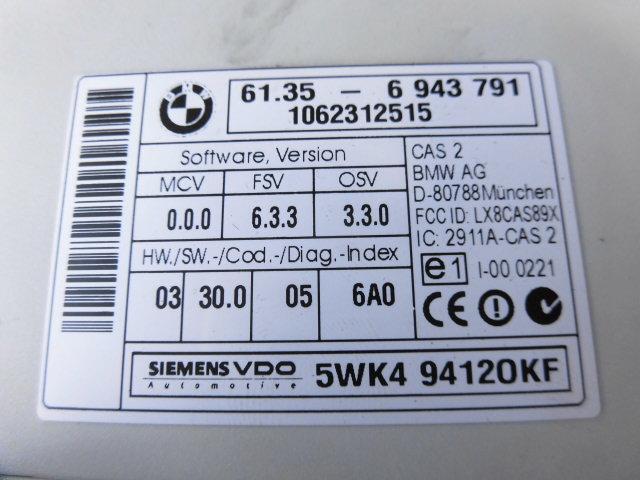 61.35 - 6 943 791
1062312515
Software, Version
MCV FSV OSV
0.0.0 6.3.3 3.3.0
HW./SW.-/Cod.-/Diag.-Index
03 30.0 05 6A0
CAS 2
BMW AG
D-80788München
FCC ID: LX8CAS89X
IC: 2911A-CAS 2
e1 I-00 0221
CE
SIEMENS VDO
Automotive
5WK4 94120KF